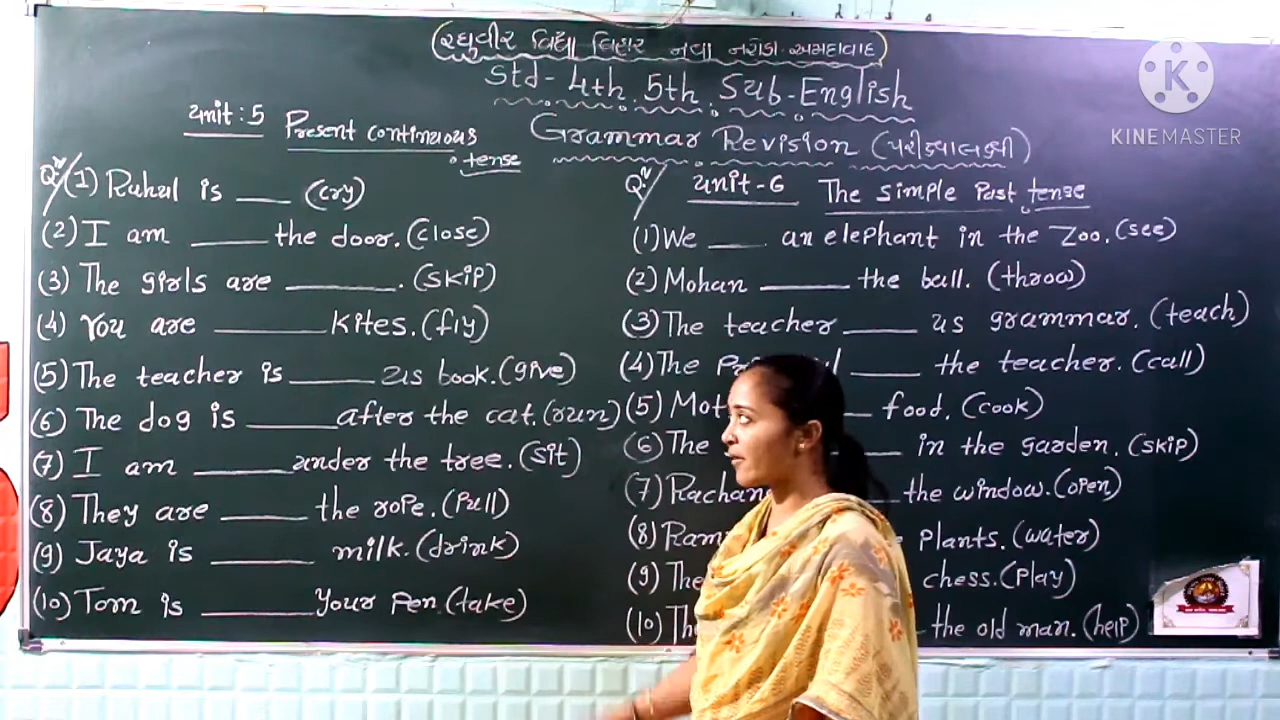 (રઘુવીર વિદ્યા વિહાર નવા નરોડા-અમદાવાદ)
Std-4th, 5th, Sub-English
Grammar Revision (પરીક્ષાલક્ષી)
Unit:5 Present continuous tense
Q-1/ (1) Rahul is ____ (cry)
(2) I am ____ the door. (close)
(3) The girls are ____. (skip)
(4) You are ____ kites. (fly)
(5) The teacher is ____ us book. (give)
(6) The dog is ____ after the cat. (run)
(7) I am ____ under the tree. (sit)
(8) They are ____ the rope. (Pull)
(9) Jaya is ____ milk. (drink)
(10) Tom is ____ your Pen. (take)
Q-2/ Unit-6 The simple Past tense
(1) We ____ an elephant in the Zoo. (see)
(2) Mohan ____ the ball. (throw)
(3) The teacher ____ us grammar. (teach)
(4) The ____ the teacher. (call)
(5) ____ food. (cook)
(6) The ____ in the garden. (skip)
(7) ____ the window. (open)
(8) ____ Plants. (water)
(9) ____ chess. (Play)
(10) ____ the old man. (help)
K
KINEMASTER